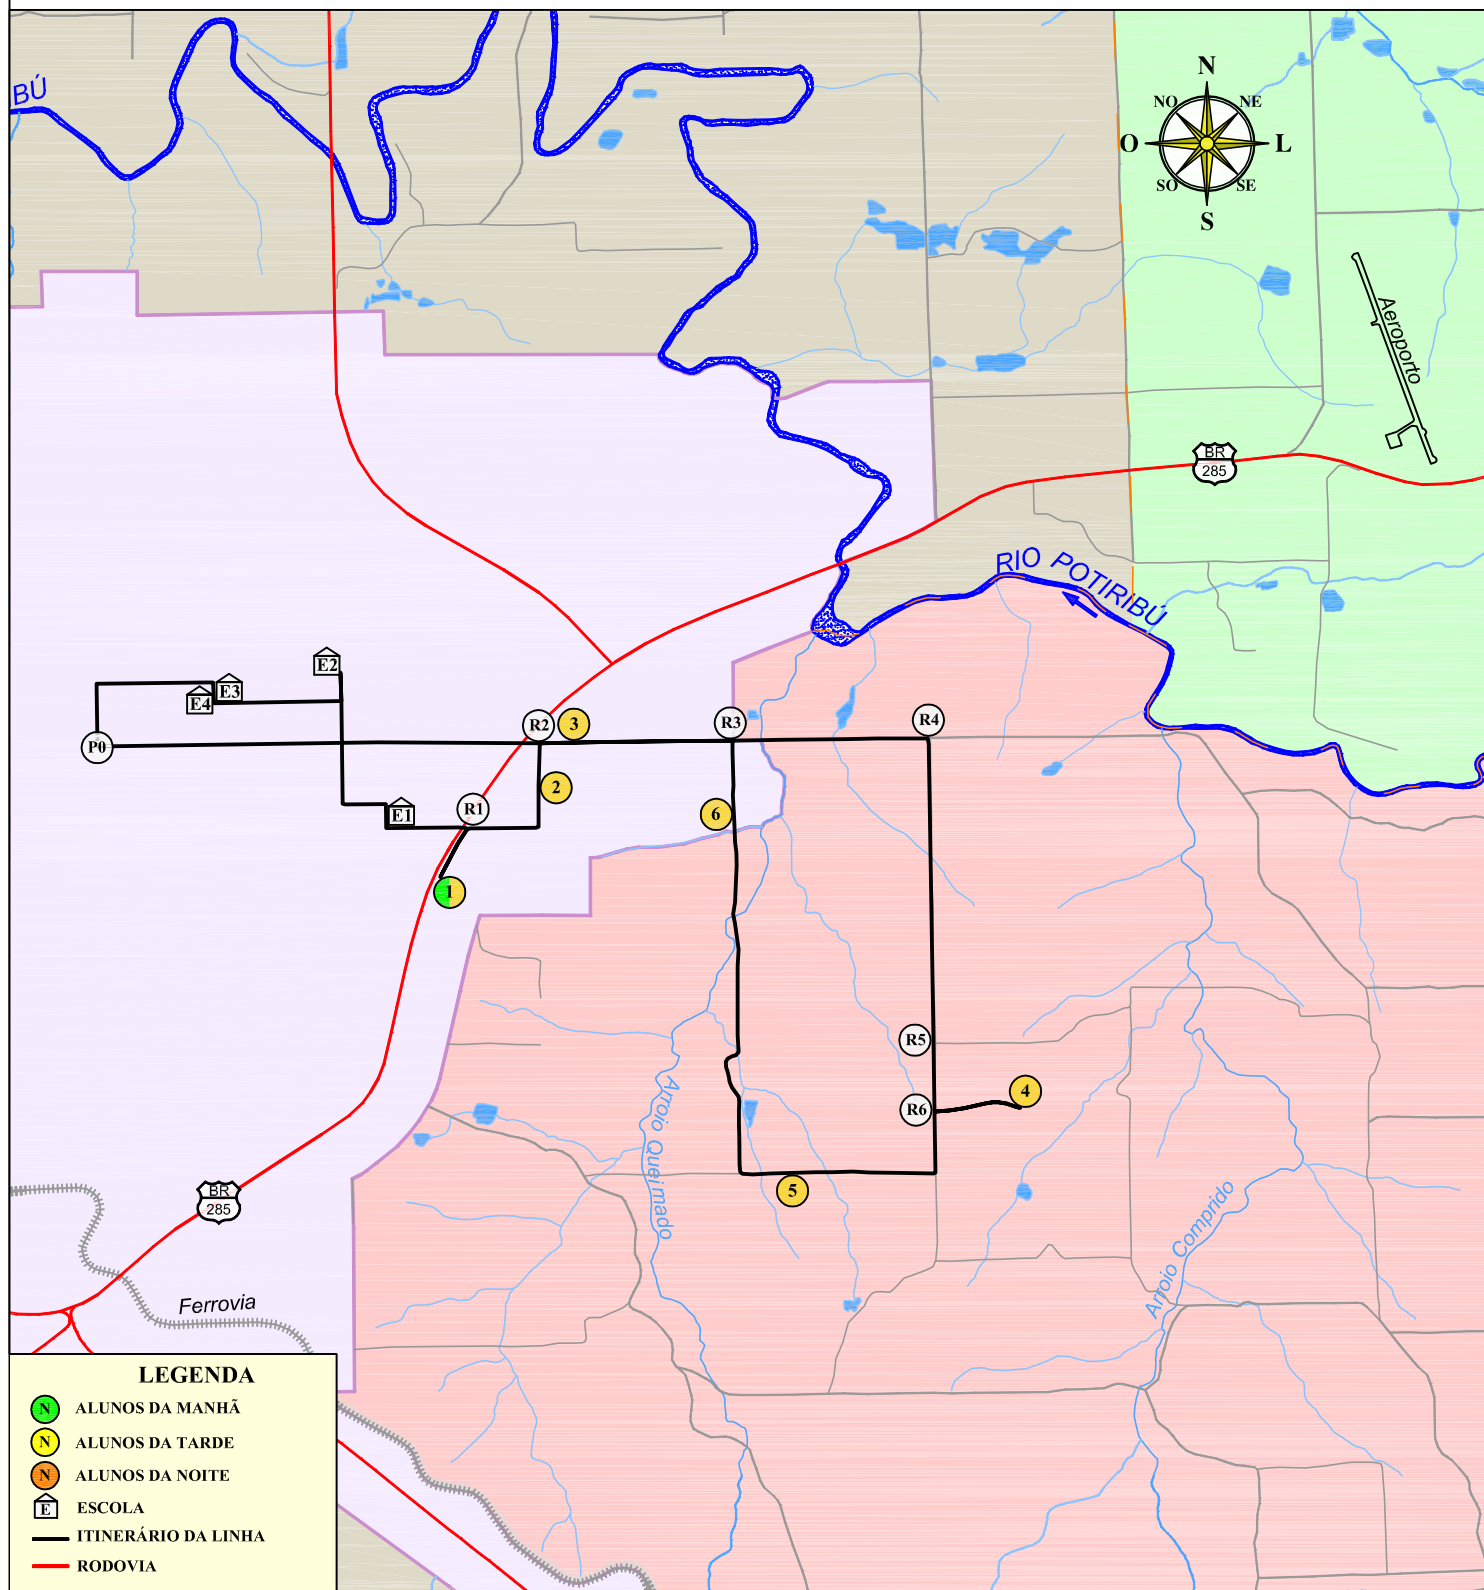 BÚ
N
NO
NE
O
L
SO
SE
S
Aeroporto
BR
285
RIO POTIRIBÚ
E2
E3
E4
P0
R2
3
R3
R4
2
E1
R1
6
1
R5
4
R6
Arroio Queimado
5
BR
285
Arroio Comprido
Ferrovia
LEGENDA
N ALUNOS DA MANHÃ
N ALUNOS DA TARDE
N ALUNOS DA NOITE
E ESCOLA
ITINERÁRIO DA LINHA
RODOVIA